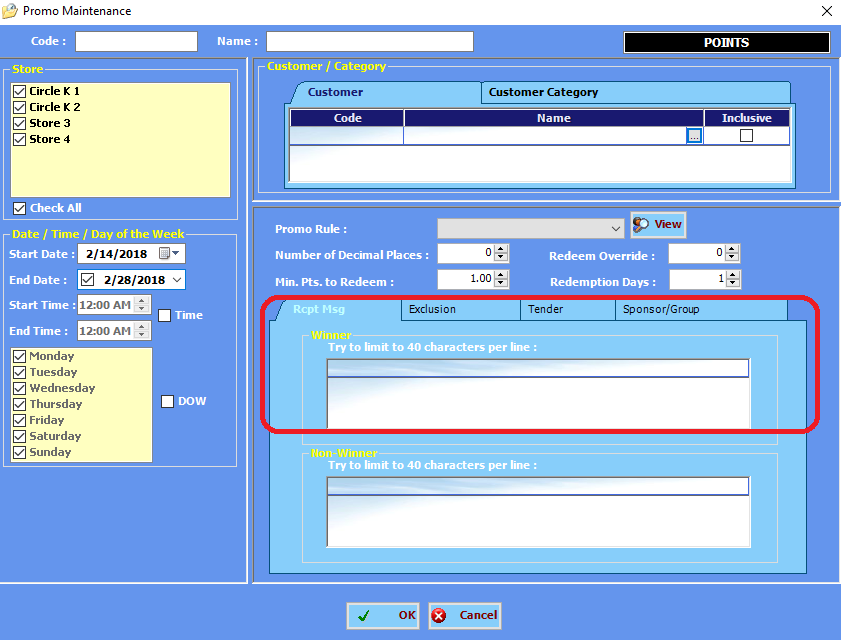 Promo Maintenance
Code :
Name :
POINTS
Store
Circle K 1
Circle K 2
Store 3
Store 4
Check All
Date / Time / Day of the Week
Start Date : 2/14/2018
End Date : 2/28/2018
Start Time : 12:00 AM
Time
End Time : 12:00 AM
Monday
Tuesday
Wednesday
Thursday
Friday
Saturday
Sunday
DOW
Customer / Category
Customer Customer Category
Code Name Inclusive
...
Promo Rule : View
Number of Decimal Places : 0 Redeem Override : 0
Min. Pts. to Redeem : 1.00 Redemption Days : 1
Rcpt Msg Exclusion Tender Sponsor/Group
Winner
Try to limit to 40 characters per line :
Non-Winner
Try to limit to 40 characters per line :
OK Cancel